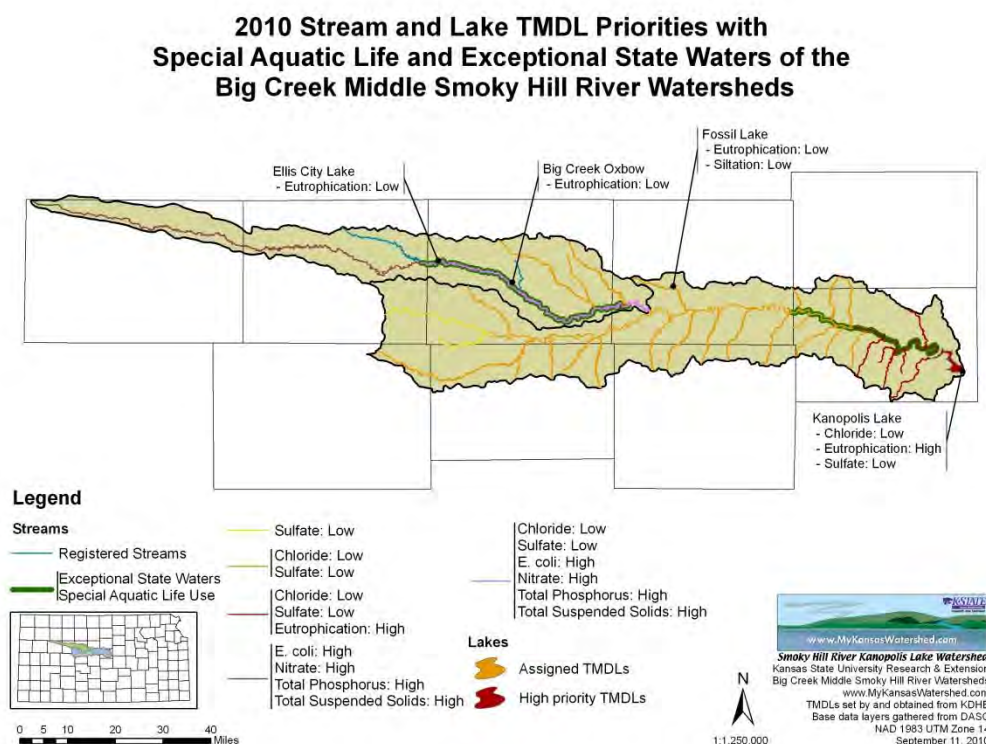 2010 Stream and Lake TMDL Priorities with
Special Aquatic Life and Exceptional State Waters of the
Big Creek Middle Smoky Hill River Watersheds
Fossil Lake
- Eutrophication: Low
- Siltation: Low
Ellis City Lake
- Eutrophication: Low
Big Creek Oxbow
- Eutrophication: Low
Kanopolis Lake
- Chloride: Low
- Eutrophication: High
- Sulfate: Low
Legend
Streams
Registered Streams
Exceptional State Waters
Special Aquatic Life Use
Sulfate: Low
Chloride: Low
Sulfate: Low
Chloride: Low
Sulfate: Low
Eutrophication: High
E. coli: High
Nitrate: High
Total Phosphorus: High
Total Suspended Solids: High
Chloride: Low
Sulfate: Low
E. coli: High
Nitrate: High
Total Phosphorus: High
Total Suspended Solids: High
Lakes
Assigned TMDLs
High priority TMDLs
0 5 10 20 30 40
Miles
N
1:1,250,000
K-STATE
www.MyKansasWatershed.com
Smoky Hill River Kanopolis Lake Watershed
Kansas State University Research & Extension
Big Creek Middle Smoky Hill River Watersheds
www.MyKansasWatershed.com
TMDLs set by and obtained from KDHE
Base data layers gathered from DASC
NAD 1983 UTM Zone 14
September 11, 2010